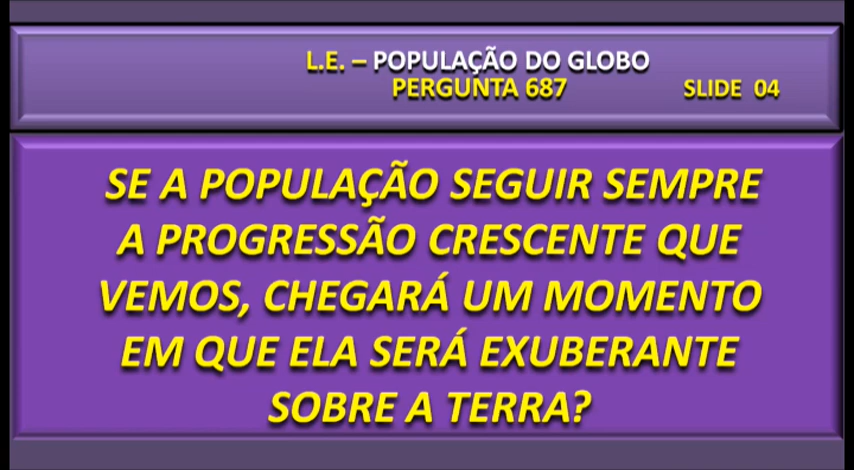 L.E. – POPULAÇÃO DO GLOBO
PERGUNTA 687 SLIDE 04
SE A POPULAÇÃO SEGUIR SEMPRE
A PROGRESSÃO CRESCENTE QUE
VEMOS, CHEGARÁ UM MOMENTO
EM QUE ELA SERÁ EXUBERANTE
SOBRE A TERRA?